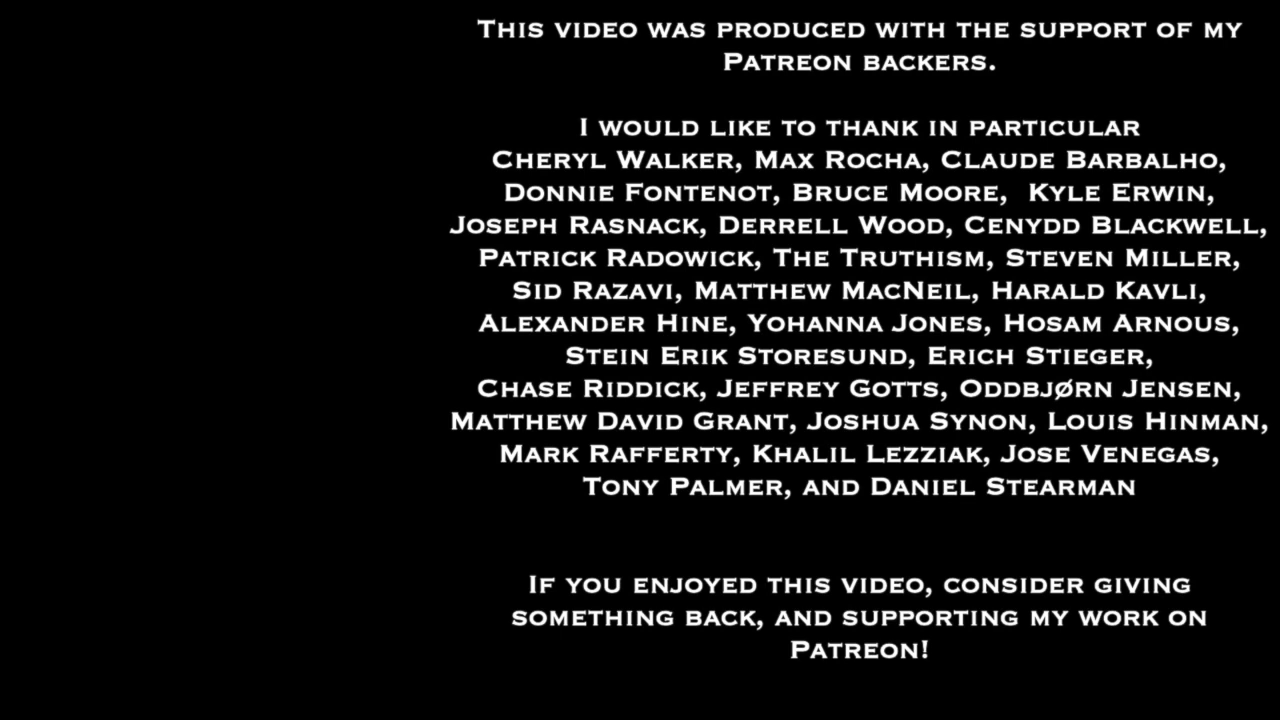 This video was produced with the support of my
Patreon backers.
I would like to thank in particular
Cheryl Walker, Max Rocha, Claude Barbalho,
Donnie Fontenot, Bruce Moore,  Kyle Erwin,
Joseph Rasnack, Derrell Wood, Cenydd Blackwell,
Patrick Radowick, The Truthism, Steven Miller,
Sid Razavi, Matthew MacNeil, Harald Kavli,
Alexander Hine, Yohanna Jones, Hosam Arnous,
Stein Erik Storesund, Erich Stieger,
Chase Riddick, Jeffrey Gotts, Oddbjørn Jensen,
Matthew David Grant, Joshua Synon, Louis Hinman,
Mark Rafferty, Khalil Lezziak, Jose Venegas,
Tony Palmer, and Daniel Stearman
If you enjoyed this video, consider giving
something back, and supporting my work on
Patreon!